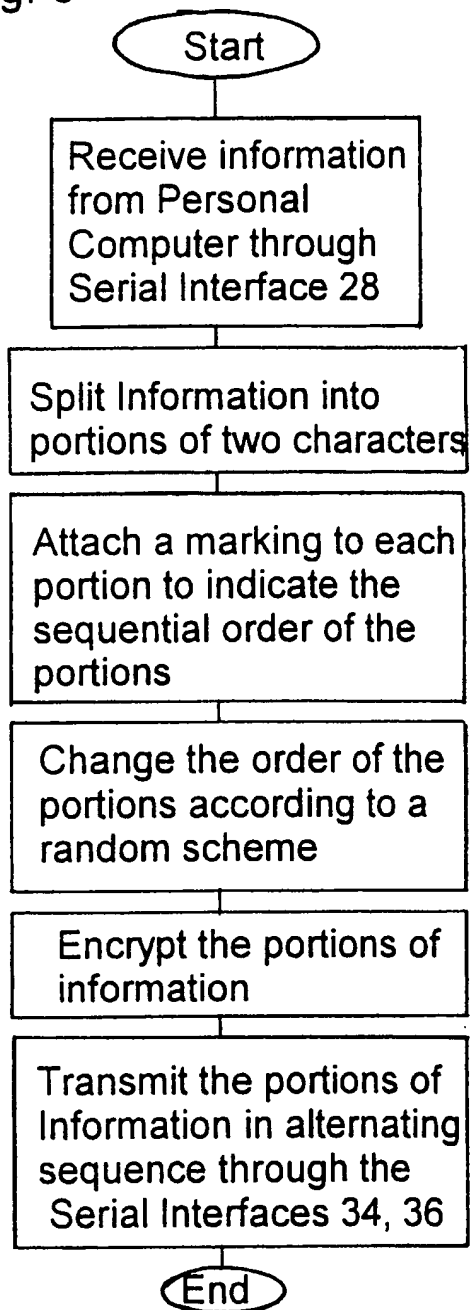 Start
Receive information
from Personal
Computer through
Serial Interface 28
Split Information into
portions of two characters
Attach a marking to each
portion to indicate the
sequential order of the
portions
Change the order of the
portions according to a
random scheme
Encrypt the portions of
information
Transmit the portions of
Information in alternating
sequence through the
Serial Interfaces 34, 36
End